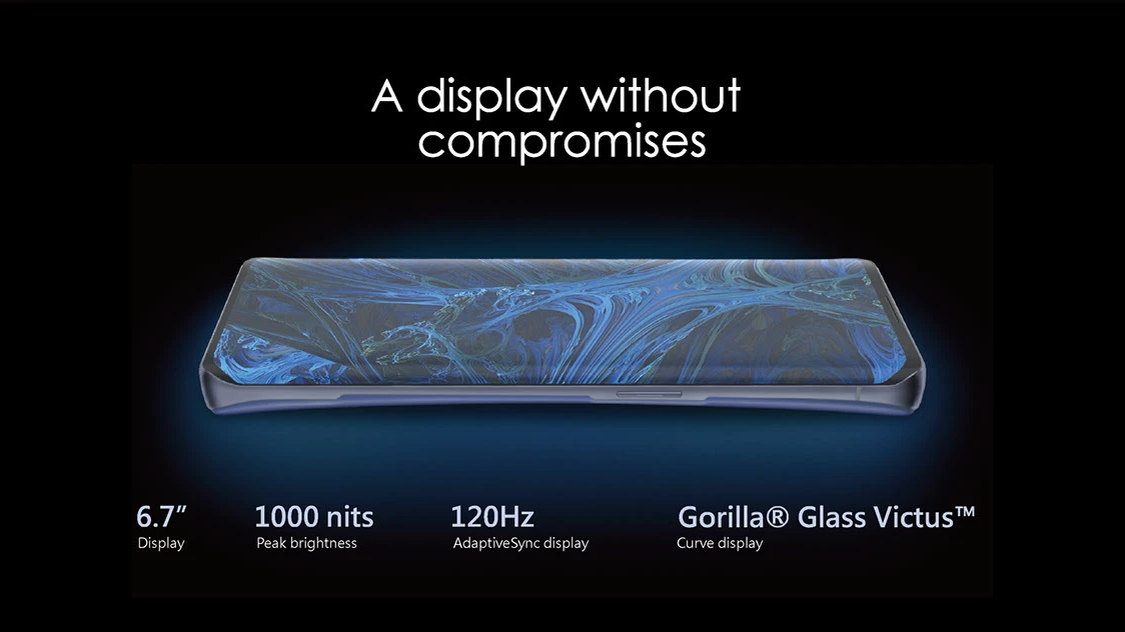 A display without
compromises
6.7”
Display
1000 nits
Peak brightness
120Hz
AdaptiveSync display
Gorilla® Glass Victus™
Curve display